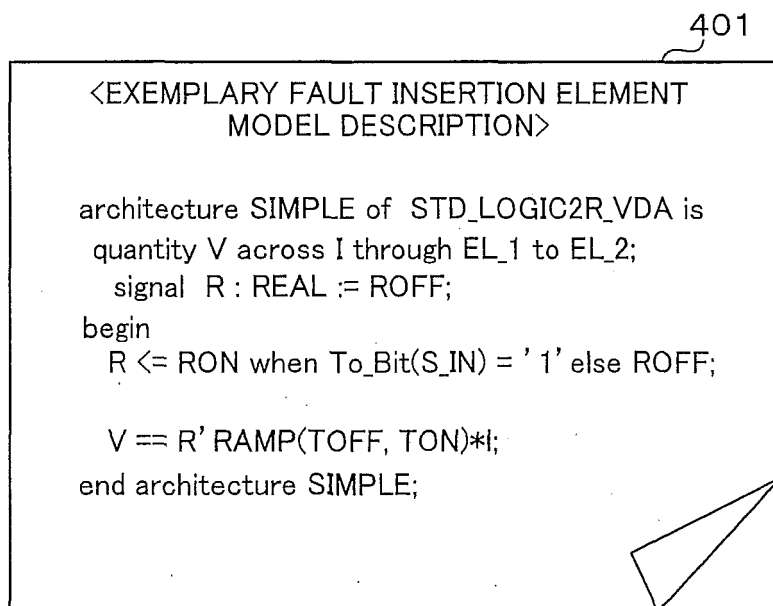 401
<EXEMPLARY FAULT INSERTION ELEMENT
MODEL DESCRIPTION>
architecture SIMPLE of STD_LOGIC2R_VDA is
quantity V across I through EL_1 to EL_2;
signal R : REAL := ROFF;
begin
R <= RON when To_Bit(S_IN) = '1' else ROFF;
V == R'RAMP(TOFF, TON)*I;
end architecture SIMPLE;